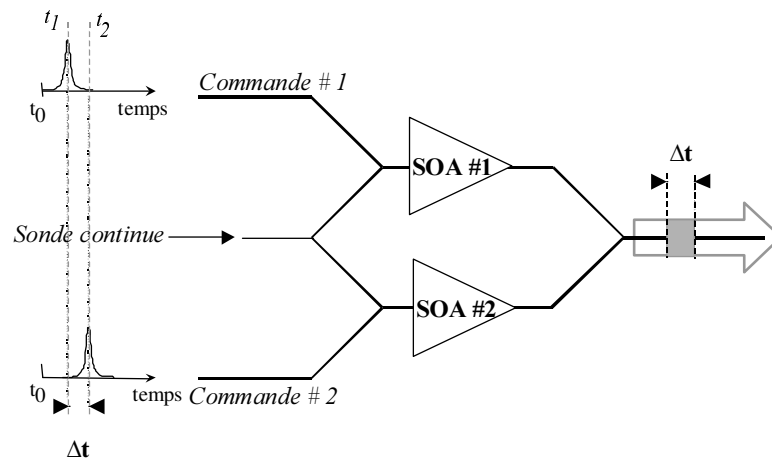 t1 t2
t0 temps
Commande # 1
SOA #1
Δt
Sonde continue
SOA #2
t0 temps
Commande # 2
Δt